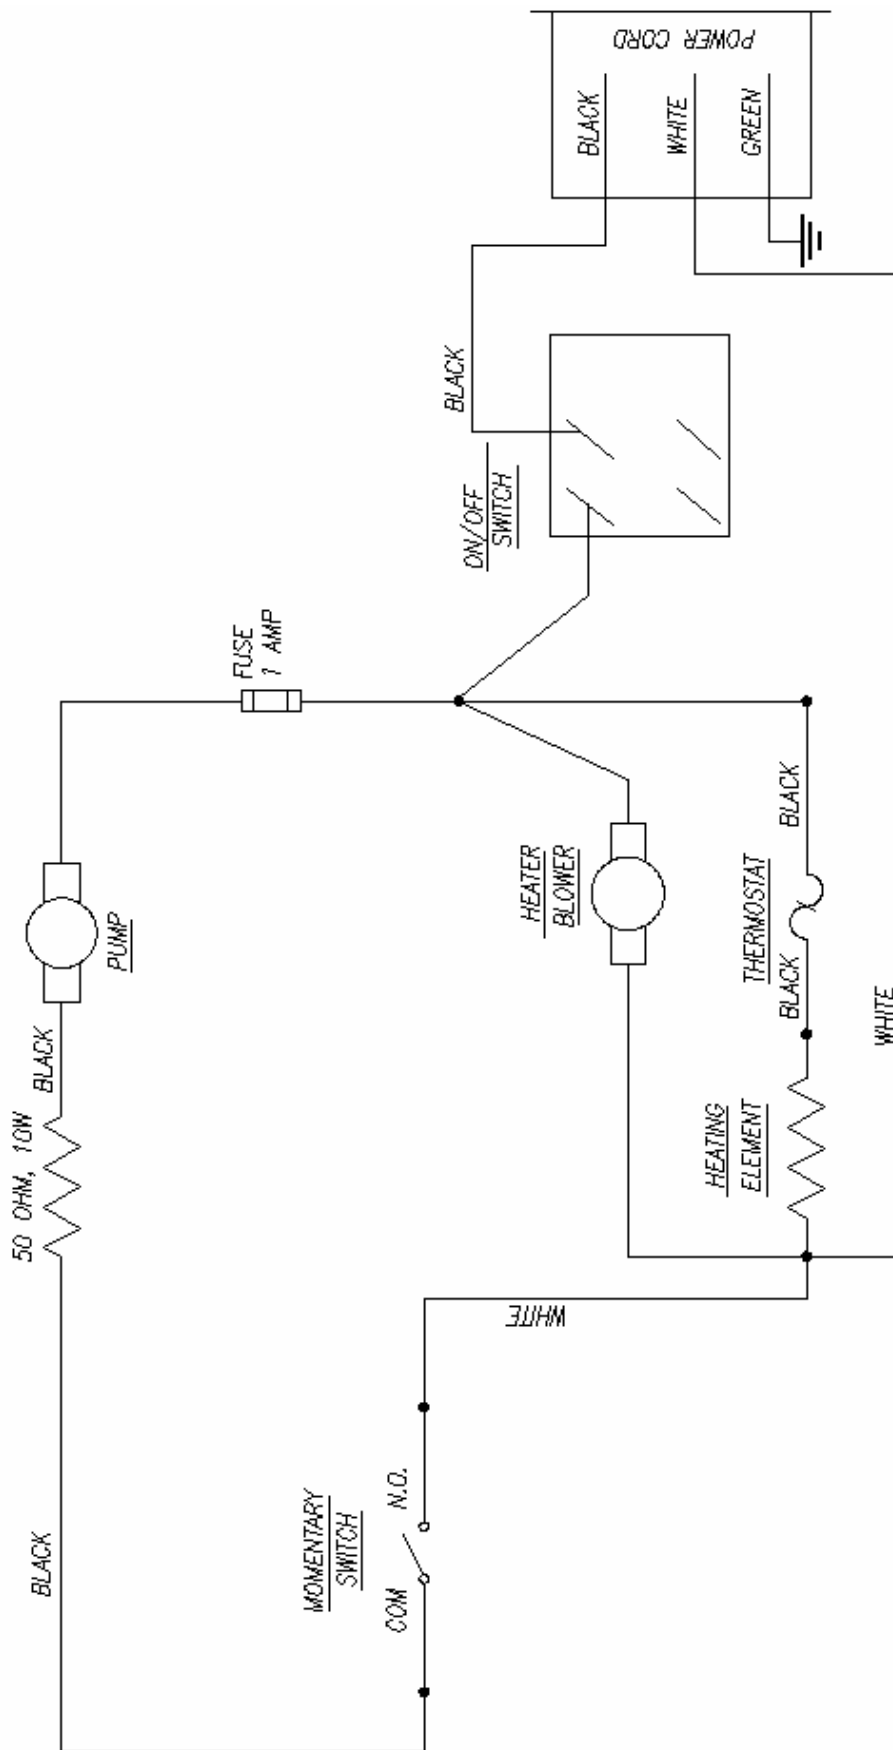 POWER CORD
BLACK
WHITE
GREEN
BLACK
ON/OFF
SWITCH
FUSE
1 AMP
BLACK
PUMP
HEATER
BLOWER
THERMOSTAT
BLACK
WHITE
BLACK
50 OHM, 10W
HEATING
ELEMENT
WHITE
MOMENTARY
SWITCH
N.O.
COM
BLACK